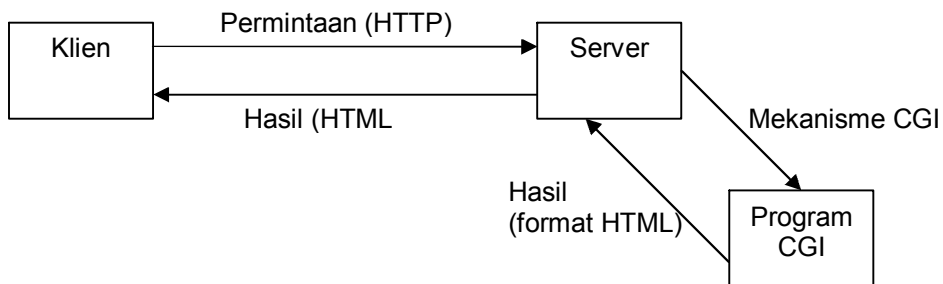 Permintaan (HTTP)
Klien
Server
Hasil (HTML
Mekanisme CGI
Hasil
(format HTML)
Program
CGI